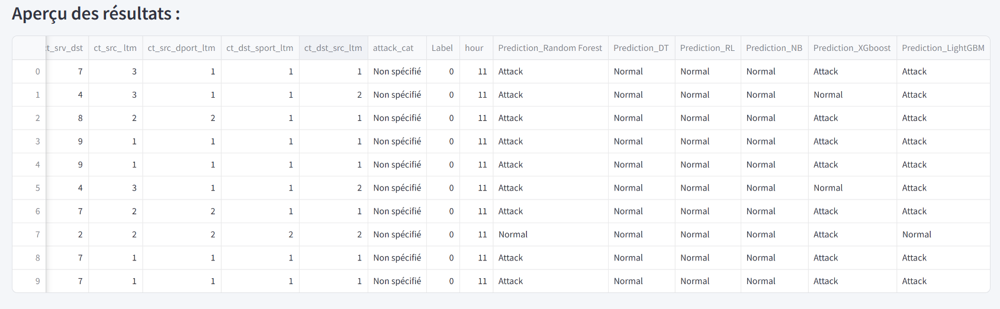 Aperçu des résultats :
ct_srv_dst ct_src_ ltm ct_src_dport_ltm ct_dst_sport_ltm ct_dst_src_ltm attack_cat Label hour Prediction_Random Forest Prediction_DT Prediction_RL Prediction_NB Prediction_XGboost Prediction_LightGBM
0 7 3 1 1 1 Non spécifié 0 11 Attack Normal Normal Normal Attack Attack
1 4 3 1 1 2 Non spécifié 0 11 Attack Normal Normal Normal Normal Attack
2 8 2 2 1 1 Non spécifié 0 11 Attack Normal Normal Normal Attack Attack
3 9 1 1 1 1 Non spécifié 0 11 Attack Normal Normal Normal Attack Attack
4 9 1 1 1 1 Non spécifié 0 11 Attack Normal Normal Normal Attack Attack
5 4 3 1 1 2 Non spécifié 0 11 Attack Normal Normal Normal Normal Attack
6 7 2 2 1 1 Non spécifié 0 11 Attack Normal Normal Normal Attack Attack
7 2 2 2 2 2 Non spécifié 0 11 Normal Normal Normal Normal Attack Normal
8 7 1 1 1 1 Non spécifié 0 11 Attack Normal Normal Normal Attack Attack
9 7 1 1 1 1 Non spécifié 0 11 Attack Normal Normal Normal Attack Attack